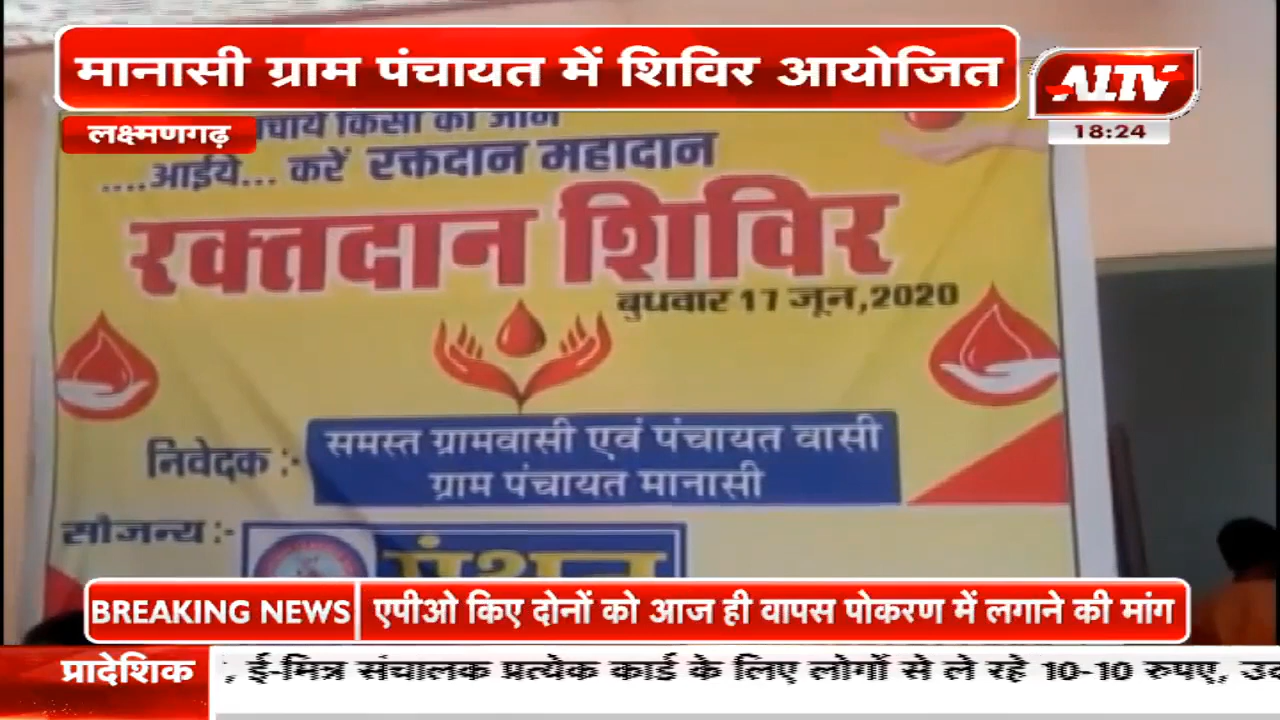 मानासी ग्राम पंचायत में शिविर आयोजित
ALTV
18:24
लक्ष्मणगढ़
किसी की जान
....आईये... करें रक्तदान महादान
रक्तदान शिविर
बुधवार 17 जून,2020
निवेदक :-
समस्त ग्रामवासी एवं पंचायत वासी
ग्राम पंचायत मानासी
सौजन्य :-
BREAKING NEWS
एपीओ किए दोनों को आज ही वापस पोकरण में लगाने की मांग
प्रादेशिक
, ई-मित्र संचालक प्रत्येक कार्ड के लिए लोगों से ले रहे 10-10 रुपए,